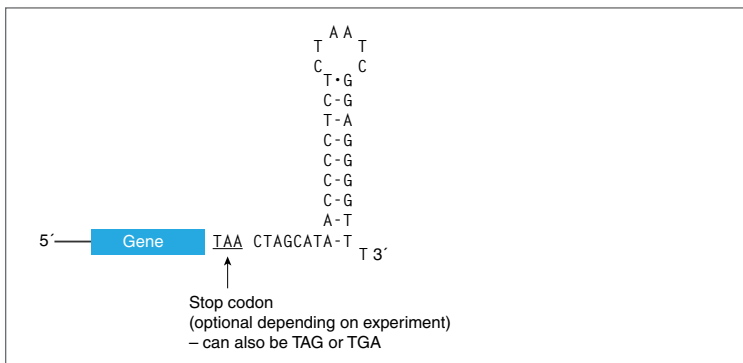 A A
T T
C C
T • G
C - G
T - A
C - G
C - G
C - G
C - G
A - T
5´ Gene TAA CTAGCATA - T
T 3´
Stop codon
(optional depending on experiment)
– can also be TAG or TGA